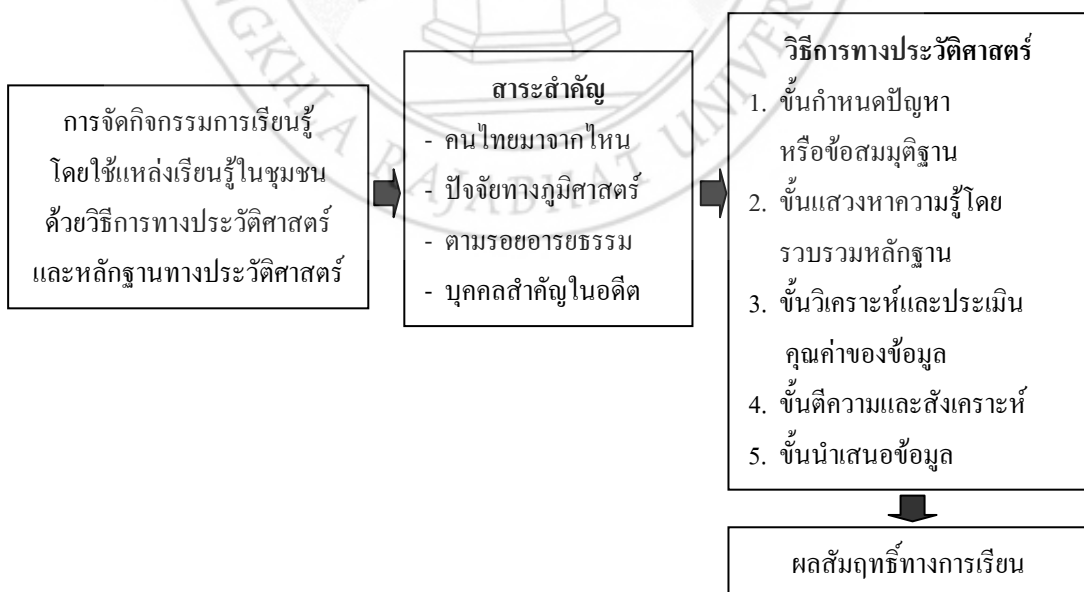 การจัดกิจกรรมการเรียนรู้
โดยใช้แหล่งเรียนรู้ในชุมชน
ด้วยวิธีการทางประวัติศาสตร์
และหลักฐานทางประวัติศาสตร์
สาระสำคัญ
- คนไทยมาจากไหน
- ปัจจัยทางภูมิศาสตร์
- ตามรอยอารยธรรม
- บุคคลสำคัญในอดีต
วิธีการทางประวัติศาสตร์
1. ขั้นกำหนดปัญหา
หรือข้อสมมุติฐาน
2. ขั้นแสวงหาความรู้โดย
รวบรวมหลักฐาน
3. ขั้นวิเคราะห์และประเมิน
คุณค่าของข้อมูล
4. ขั้นตีความและสังเคราะห์
5. ขั้นนำเสนอข้อมูล
ผลสัมฤทธิ์ทางการเรียน
GKHLA RAJABHAT UNIVER